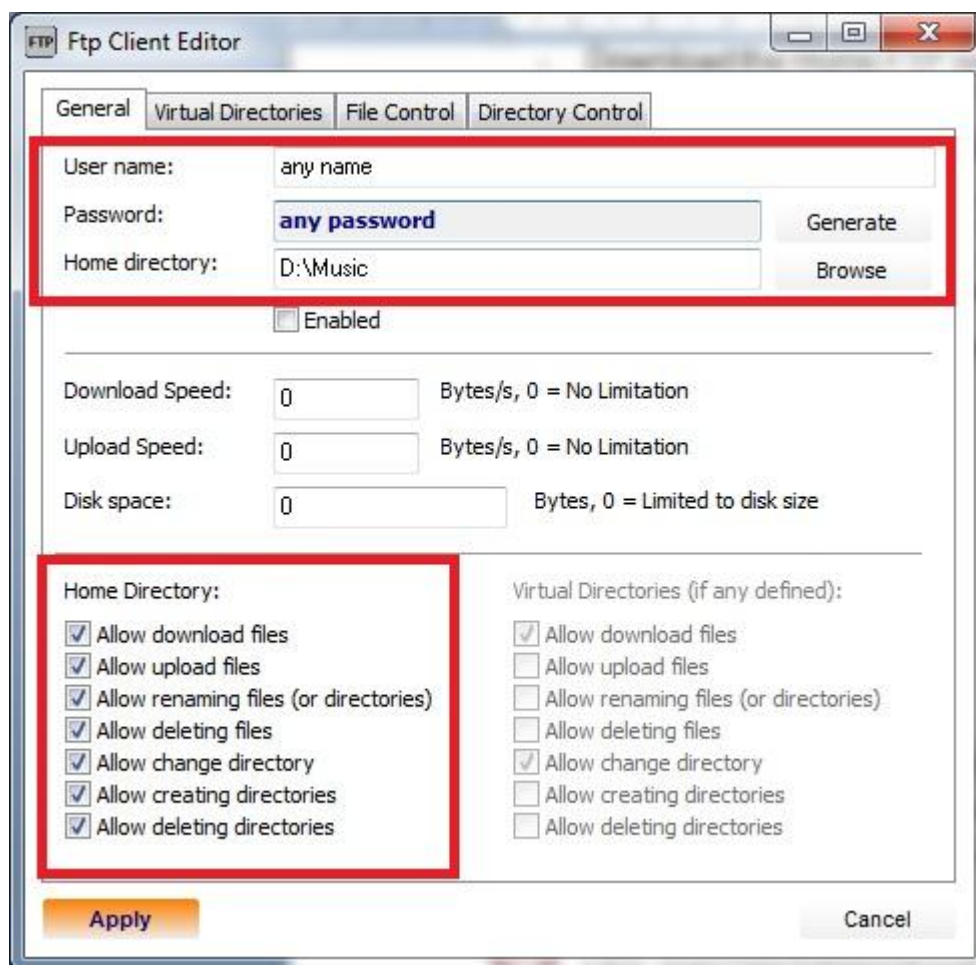 FTP Ftp Client Editor
General Virtual Directories File Control Directory Control
User name: any name
Password: any password Generate
Home directory: D:\Music Browse
Enabled
Download Speed: 0 Bytes/s, 0 = No Limitation
Upload Speed: 0 Bytes/s, 0 = No Limitation
Disk space: 0 Bytes, 0 = Limited to disk size
Home Directory:
Allow download files
Allow upload files
Allow renaming files (or directories)
Allow deleting files
Allow change directory
Allow creating directories
Allow deleting directories
Virtual Directories (if any defined):
Allow download files
Allow upload files
Allow renaming files (or directories)
Allow deleting files
Allow change directory
Allow creating directories
Allow deleting directories
Apply Cancel